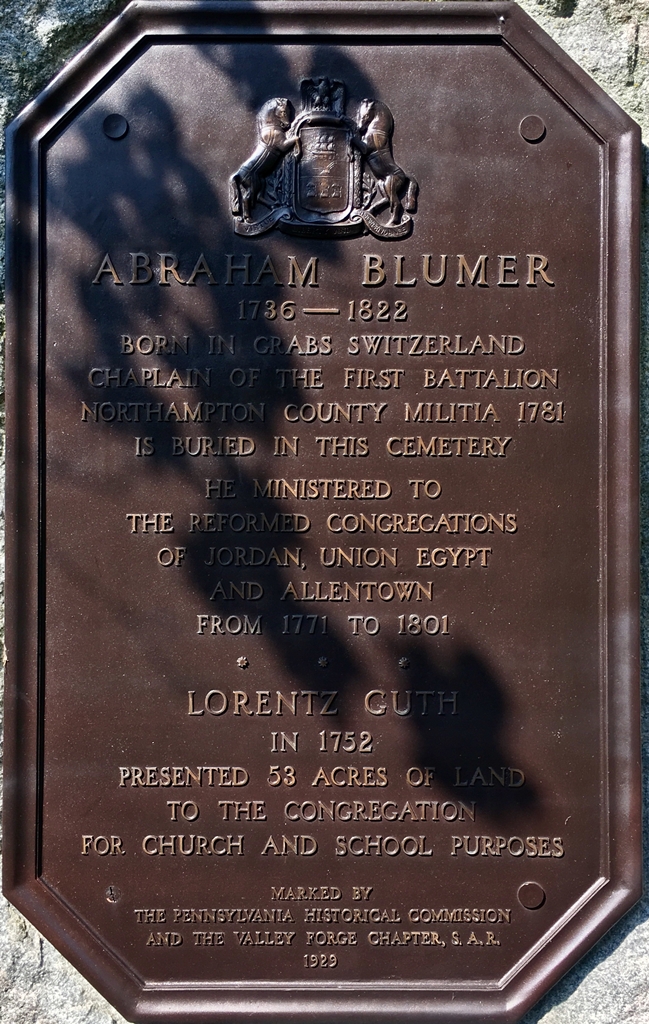 ABRAHAM BLUMER
1736 — 1822
BORN IN GRABS SWITZERLAND
CHAPLAIN OF THE FIRST BATTALION
NORTHAMPTON COUNTY MILITIA 1781
IS BURIED IN THIS CEMETERY
HE MINISTERED TO
THE REFORMED CONGREGATIONS
OF JORDAN, UNION EGYPT
AND ALLENTOWN
FROM 1771 TO 1801
* * *
LORENTZ GUTH
IN 1752
PRESENTED 53 ACRES OF LAND
TO THE CONGREGATION
FOR CHURCH AND SCHOOL PURPOSES
MARKED BY
THE PENNSYLVANIA HISTORICAL COMMISSION
AND THE VALLEY FORGE CHAPTER, S. A. R.
1929